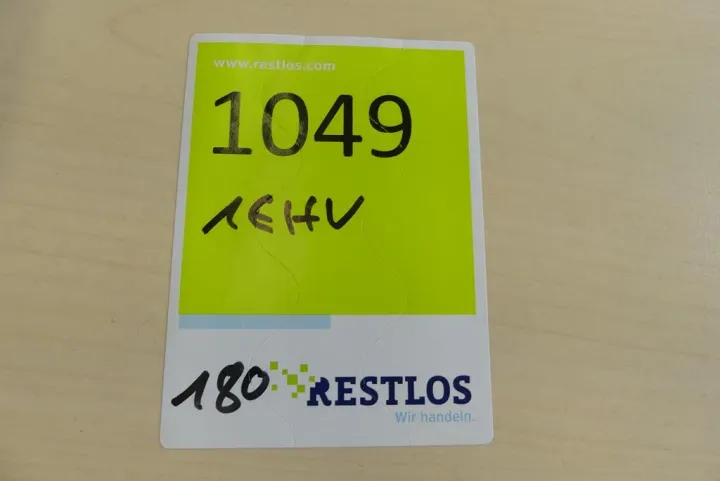 www.restlos.com
1049
1EHV
180
RESTLOS
Wir handeln.